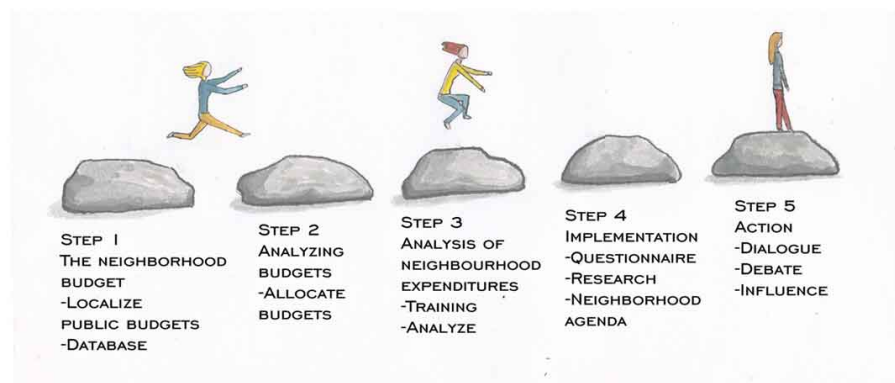 STEP 1
THE NEIGHBORHOOD
BUDGET
-LOCALIZE
PUBLIC BUDGETS
-DATABASE
STEP 2
ANALYZING
BUDGETS
-ALLOCATE
BUDGETS
STEP 3
ANALYSIS OF
NEIGHBOURHOOD
EXPENDITURES
-TRAINING
-ANALYZE
STEP 4
IMPLEMENTATION
-QUESTIONNAIRE
-RESEARCH
-NEIGHBORHOOD
AGENDA
STEP 5
ACTION
-DIALOGUE
-DEBATE
-INFLUENCE